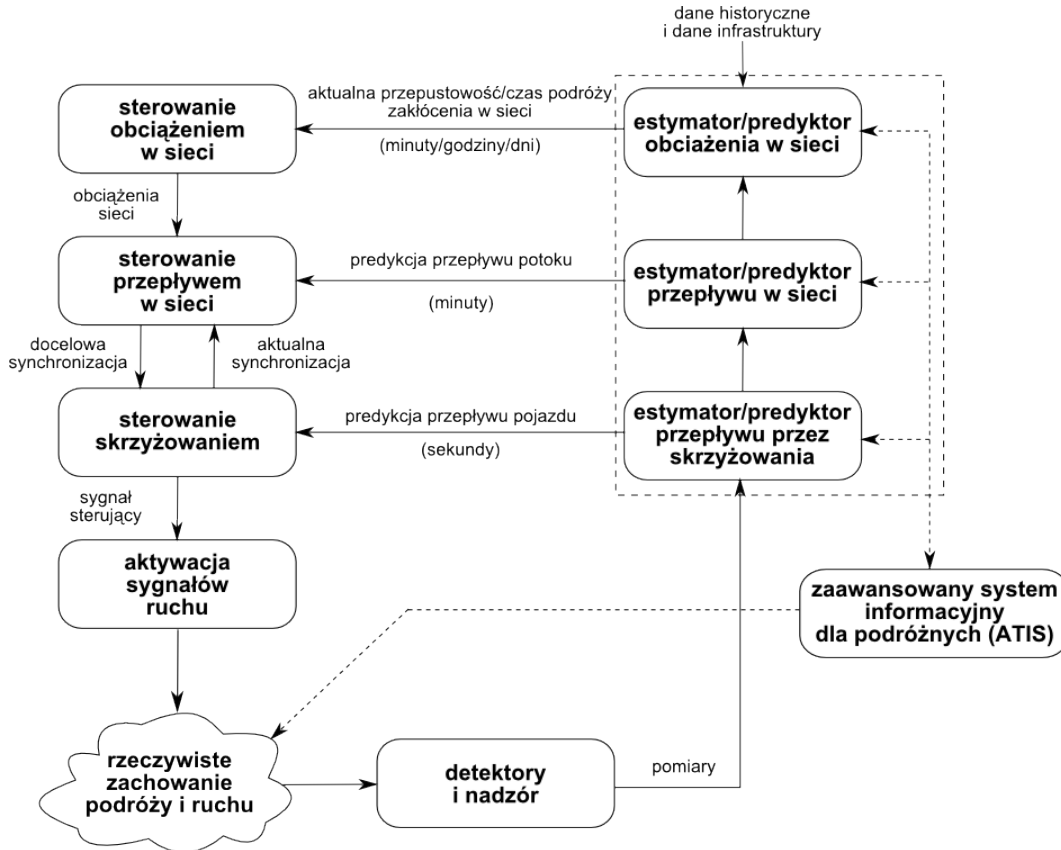 dane historyczne
i dane infrastruktury
sterowanie
obciążeniem
w sieci
aktualna przepustowość/czas podróży
zakłócenia w sieci
(minuty/godziny/dni)
estymator/predyktor
obciażenia w sieci
obciążenia
sieci
sterowanie
przepływem
w sieci
predykcja przepływu potoku
(minuty)
estymator/predyktor
przepływu w sieci
docelowa
synchronizacja
aktualna
synchronizacja
sterowanie
skrzyżowaniem
predykcja przepływu pojazdu
(sekundy)
estymator/predyktor
przepływu przez
skrzyżowania
sygnał
sterujący
aktywacja
sygnałów
ruchu
zaawansowany system
informacyjny
dla podróżnych (ATIS)
rzeczywiste
zachowanie
podróży i ruchu
detektory
i nadzór
pomiary